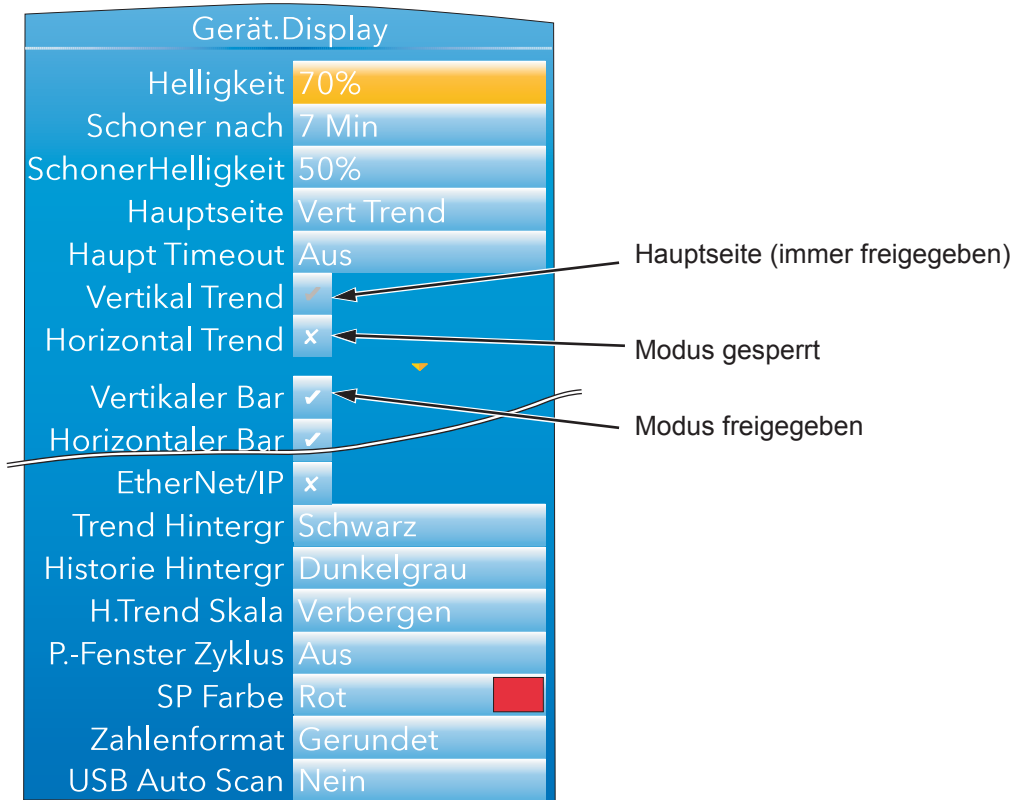 Gerät.Display
Helligkeit 70%
Schoner nach 7 Min
SchonerHelligkeit 50%
Hauptseite Vert Trend
Haupt Timeout Aus
Vertikal Trend ✔
Horizontal Trend ✘
Vertikaler Bar ✔
Horizontaler Bar ✔
EtherNet/IP ✘
Trend Hintergr Schwarz
Historie Hintergr Dunkelgrau
H.Trend Skala Verbergen
P.-Fenster Zyklus Aus
SP Farbe Rot
Zahlenformat Gerundet
USB Auto Scan Nein
Hauptseite (immer freigegeben)
Modus gesperrt
Modus freigegeben